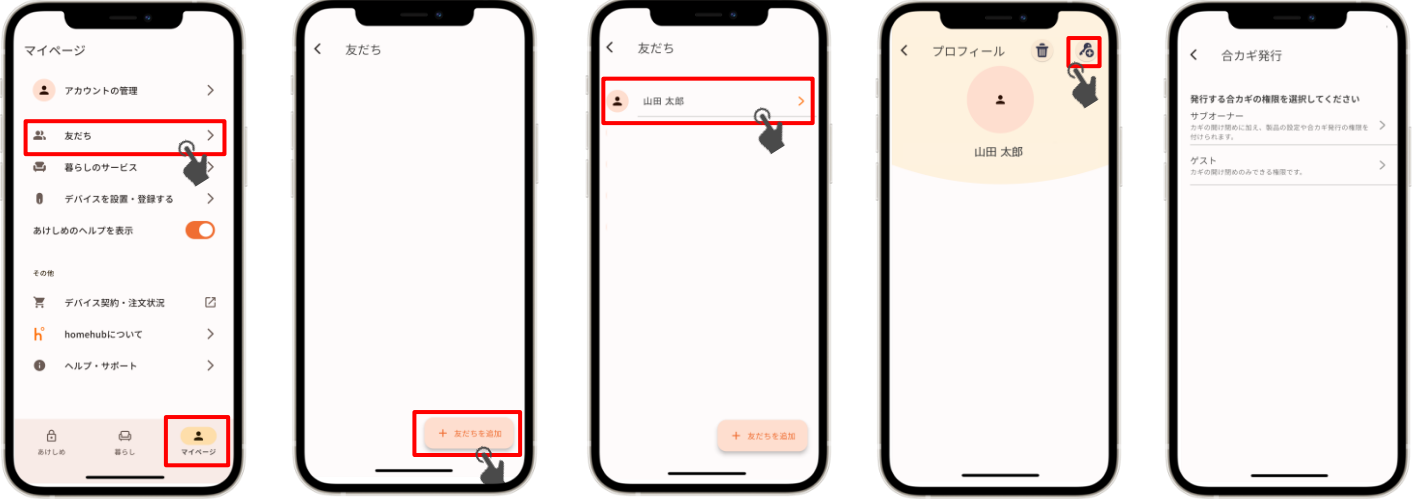 マイページ
アカウントの管理
友だち
暮らしのサービス
デバイスを設置・登録する
あけしめのヘルプを表示
その他
デバイス契約・注文状況
homehubについて
ヘルプ・サポート
あけしめ
暮らし
マイページ
友だち
+ 友だちを追加
友だち
山田 太郎
+ 友だちを追加
プロフィール
山田 太郎
合カギ発行
発行する合カギの権限を選択してください
サブオーナー
カギの開け閉めに加え、製品の設定や合カギ発行の権限を
付けられます。
ゲスト
カギの開け閉めのみできる権限です。